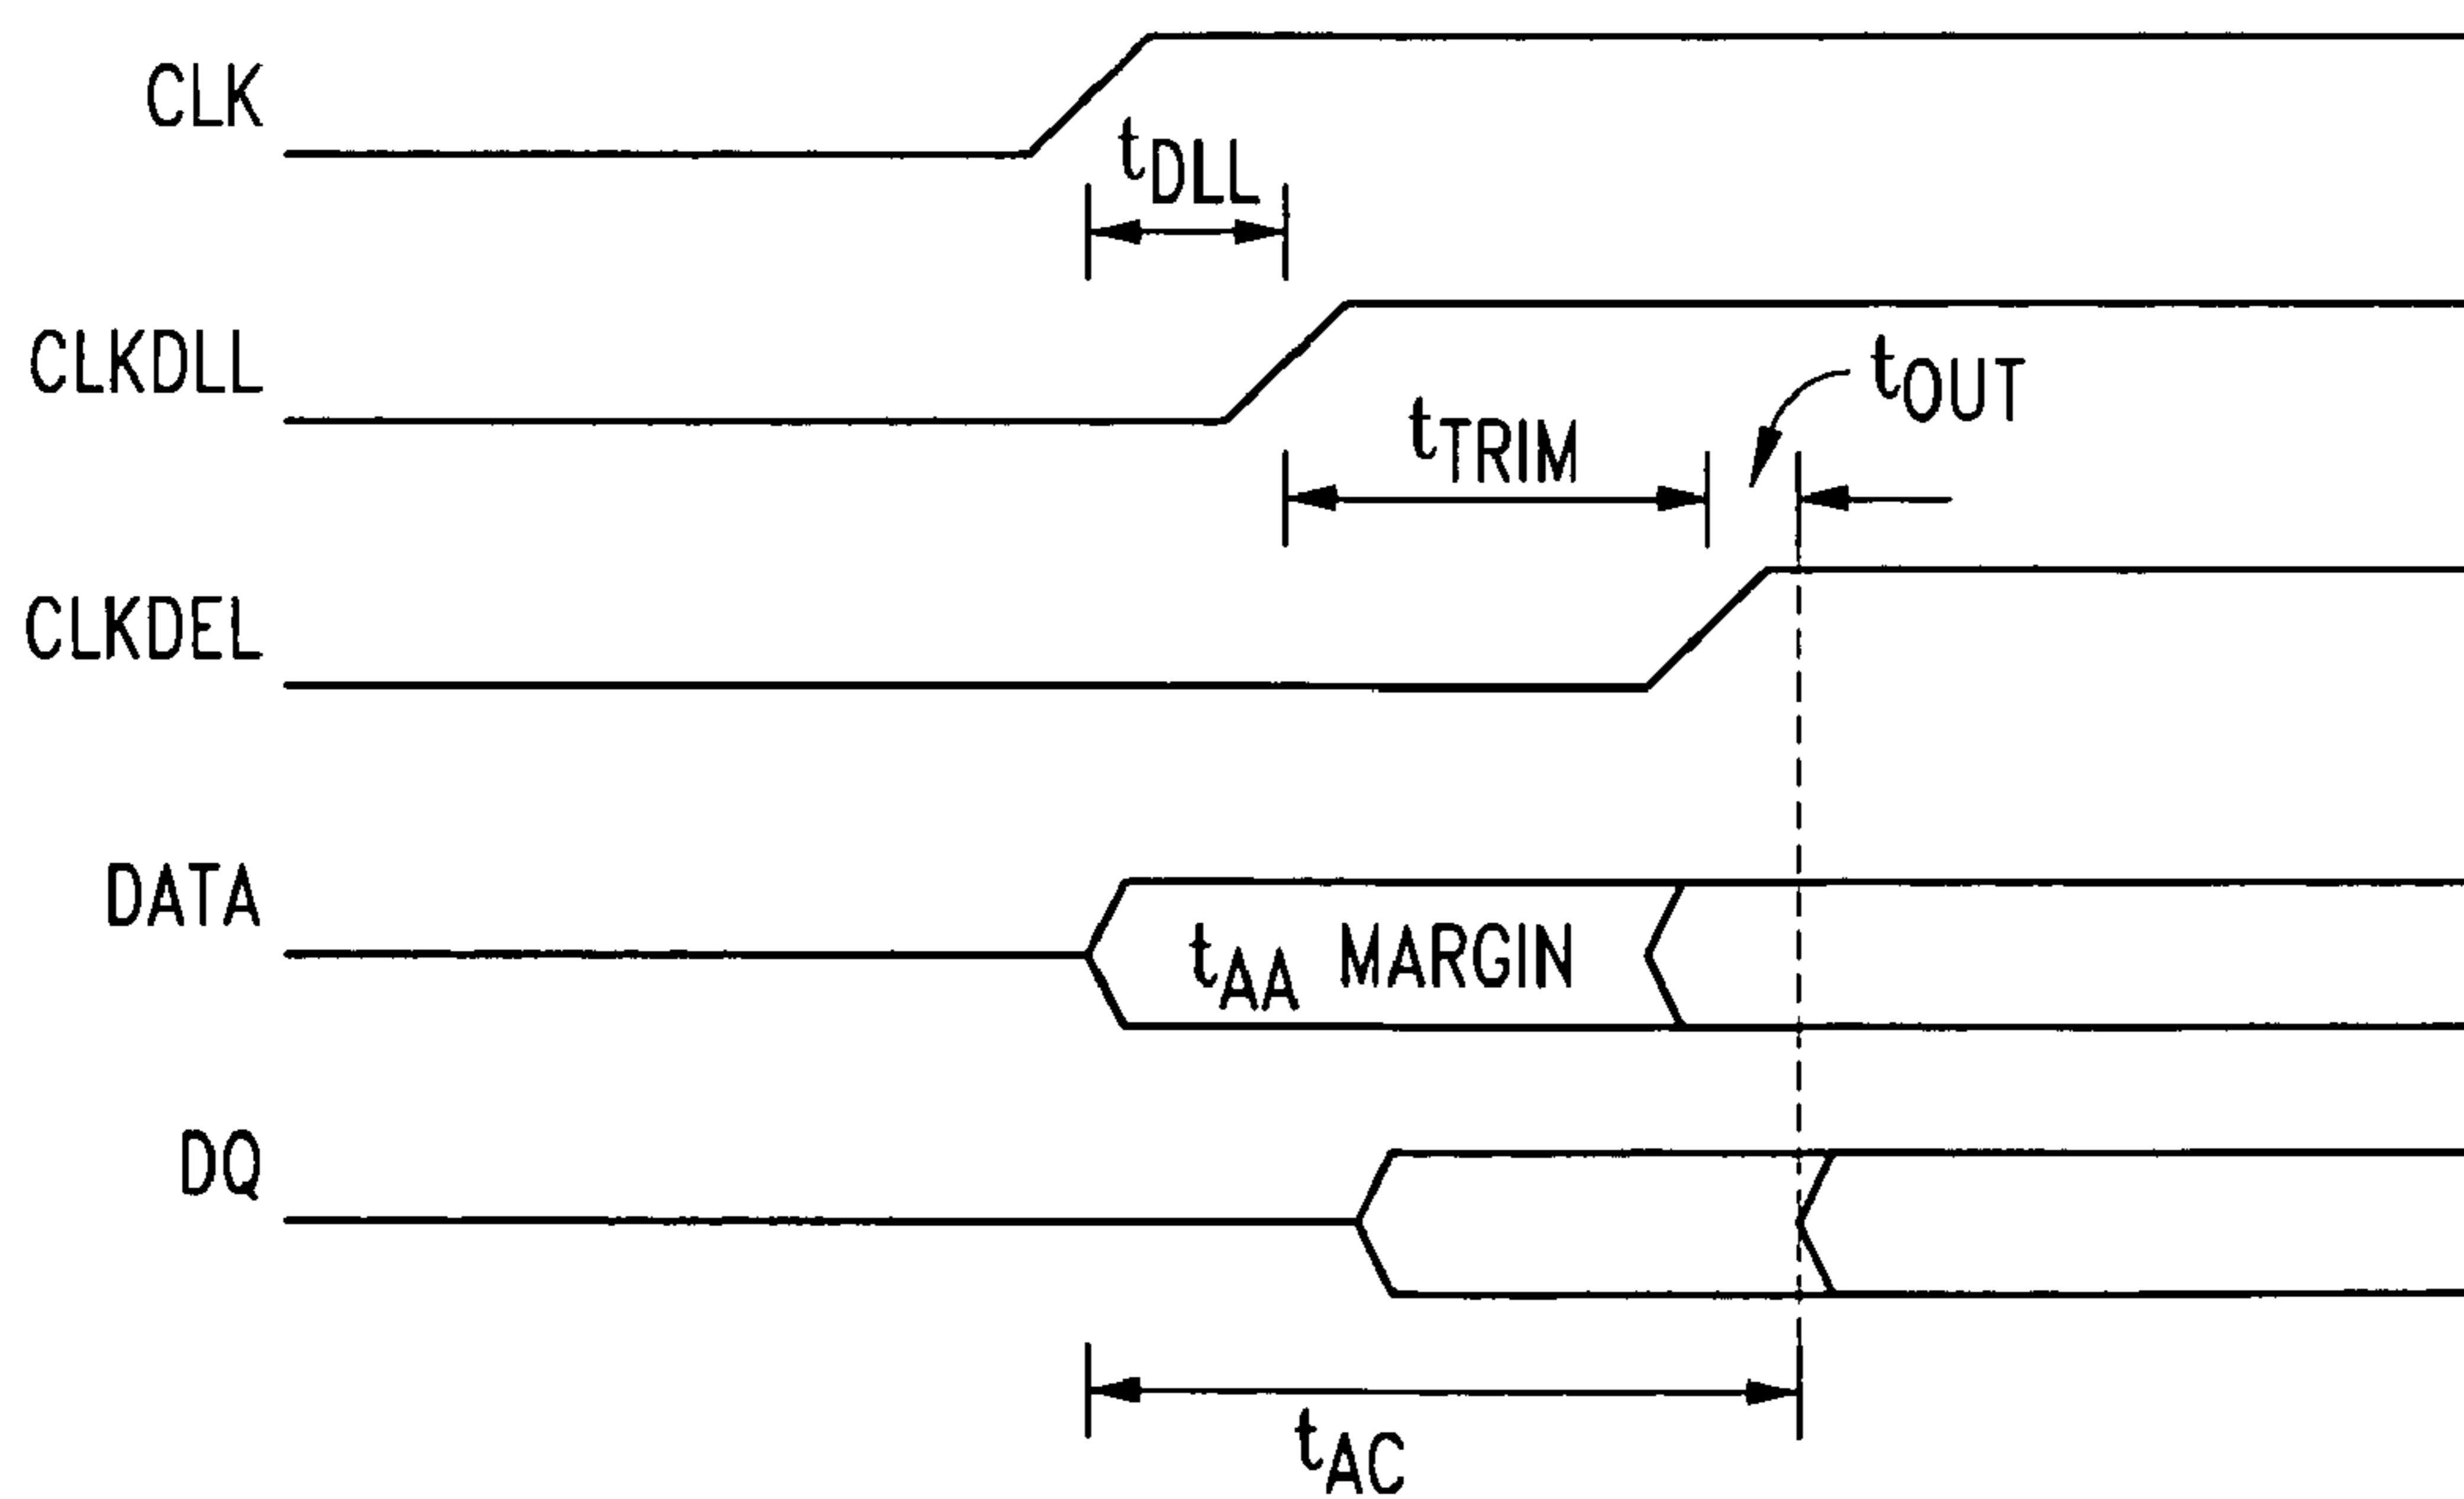 CLK
tDLL
CLKDLL
tOUT
tTRIM
CLKDEL
DATA
tAA MARGIN
DQ
tAC